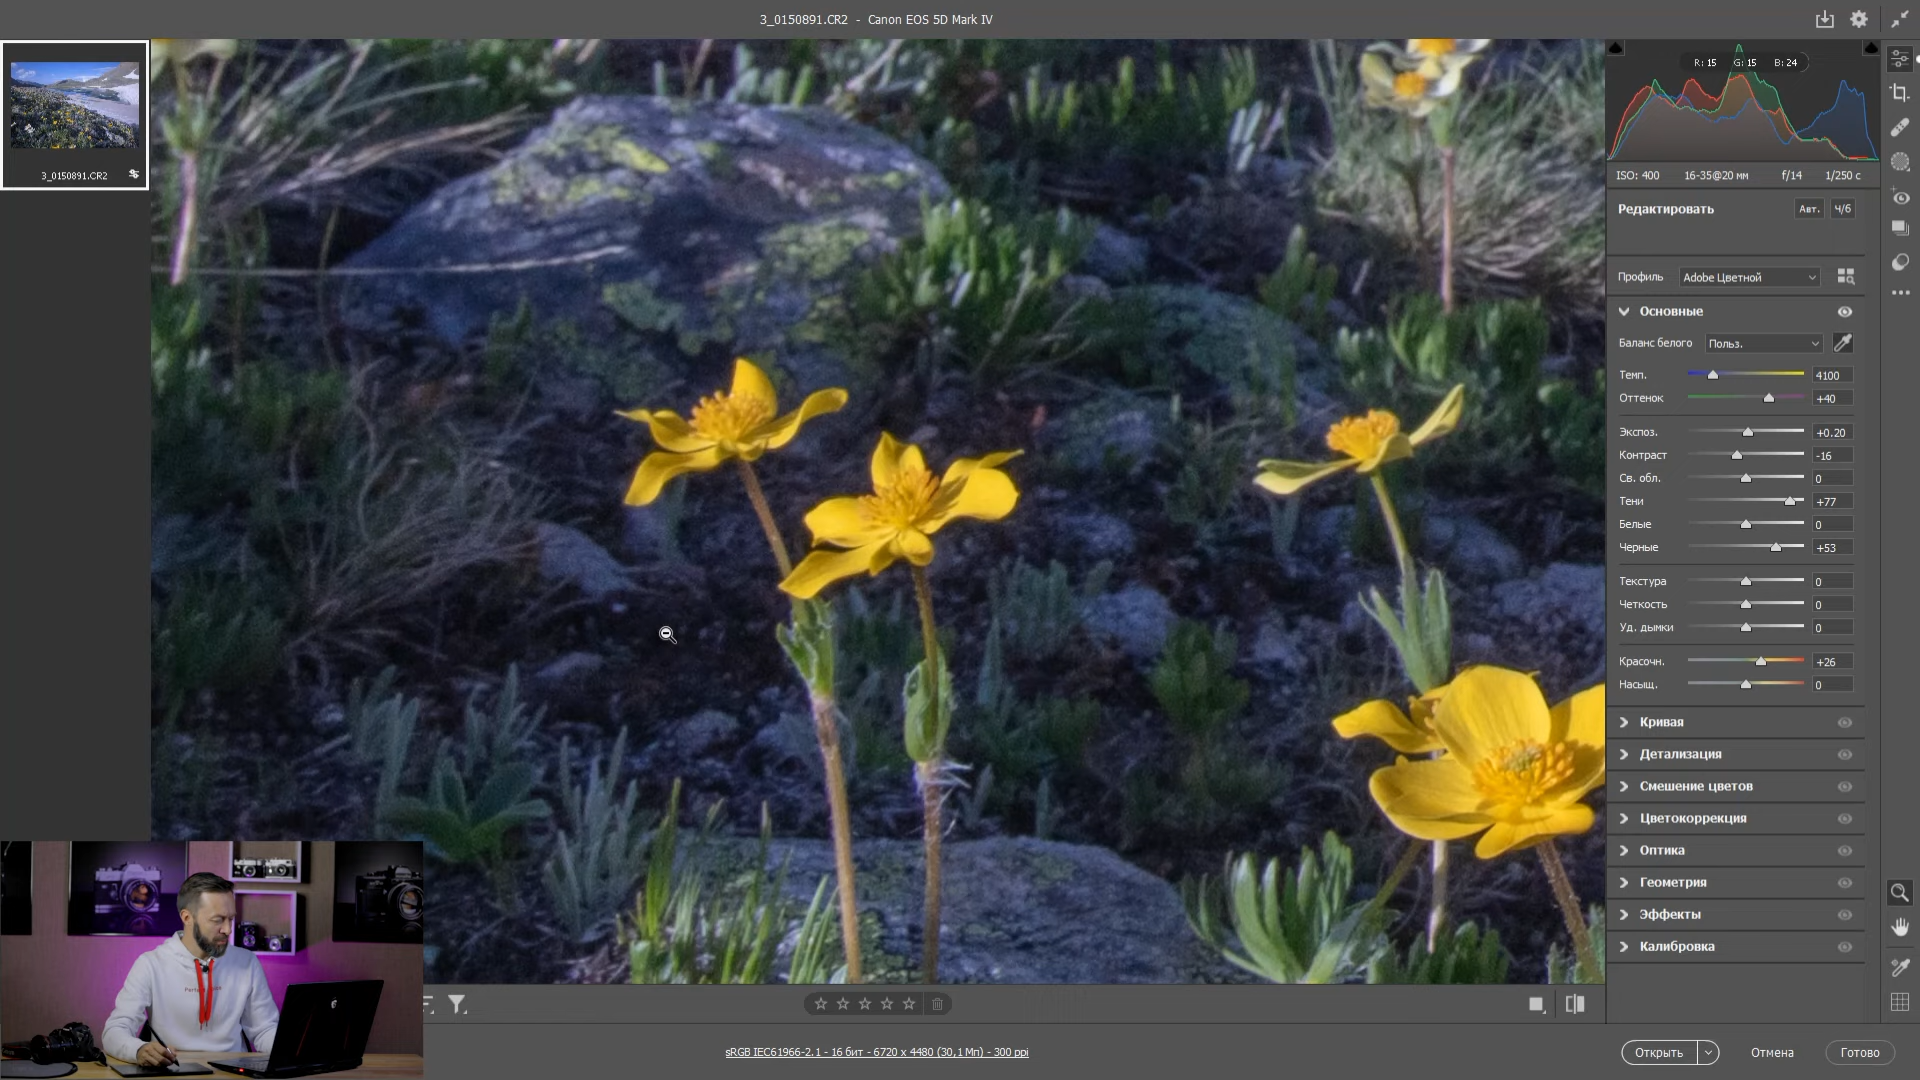 3_0150891.CR2 - Canon EOS 5D Mark IV
3_0150891.CR2
R: 15 G: 15 B: 24
ISO: 400 16-35@20 мм f/14 1/250 с
Редактировать Авт. Ч/б
Профиль Adobe Цветной
Основные
Баланс белого Польз.
Темп. 4100
Оттенок +40
Экспоз. +0.20
Контраст -16
Св. обл. 0
Тени +77
Белые 0
Черные +53
Текстура 0
Четкость 0
Уд. дымки 0
Красочн. +26
Насыщ. 0
Кривая
Детализация
Смешение цветов
Цветокоррекция
Оптика
Геометрия
Эффекты
Калибровка
sRGB IEC61966-2.1 - 16 бит - 6720 x 4480 (30,1 Мп) - 300 ppi
Открыть Отмена Готово